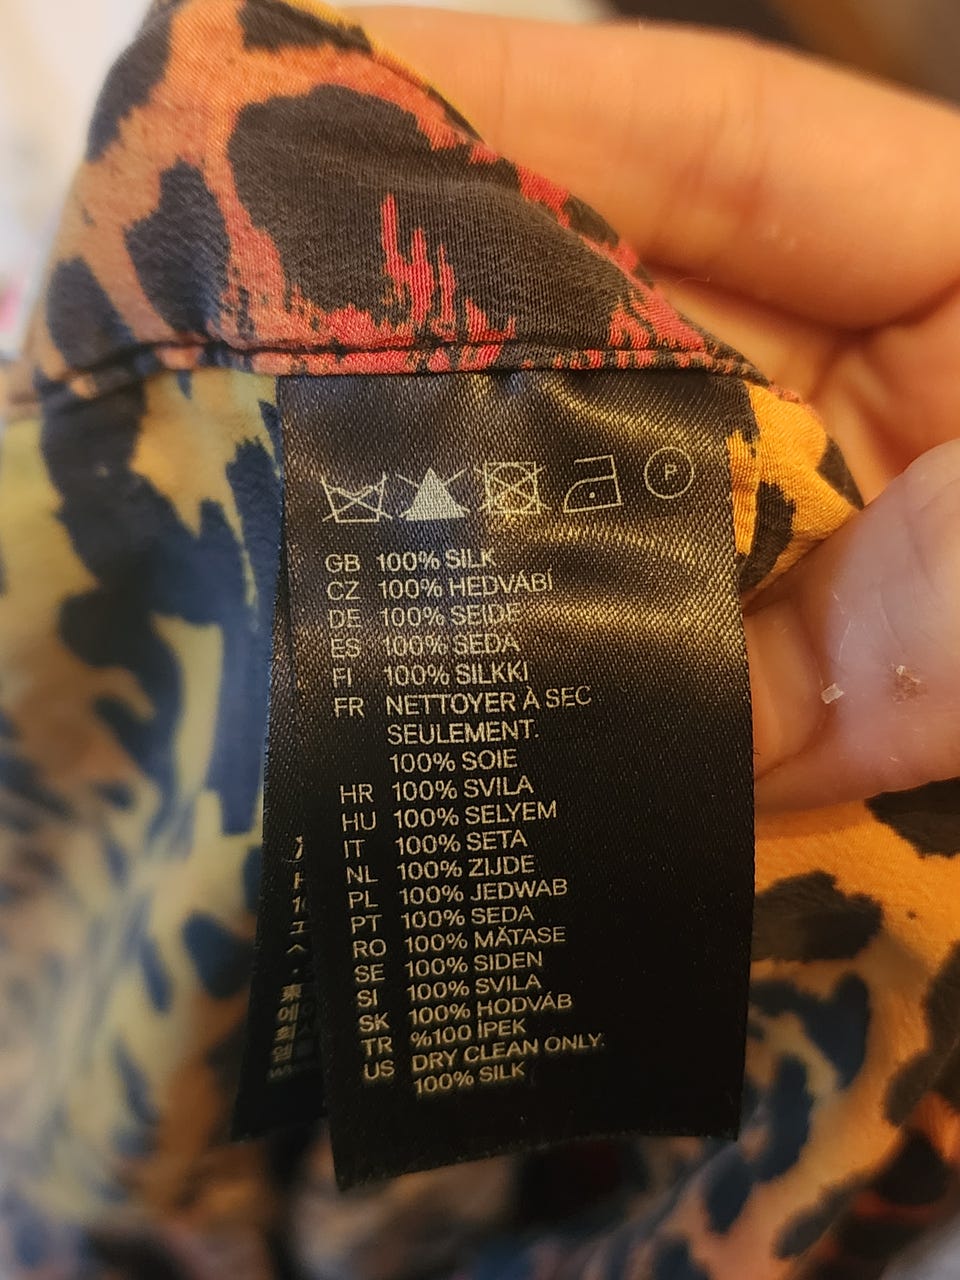 P
GB 100% SILK
CZ 100% HEDVÁBÍ
DE 100% SEIDE
ES 100% SEDA
FI 100% SILKKI
FR NETTOYER À SEC
SEULEMENT.
100% SOIE
HR 100% SVILA
HU 100% SELYEM
IT 100% SETA
NL 100% ZIJDE
PL 100% JEDWAB
PT 100% SEDA
RO 100% MĂTASE
SE 100% SIDEN
SI 100% SVILA
SK 100% HODVÁB
TR %100 İPEK
US DRY CLEAN ONLY.
100% SILK